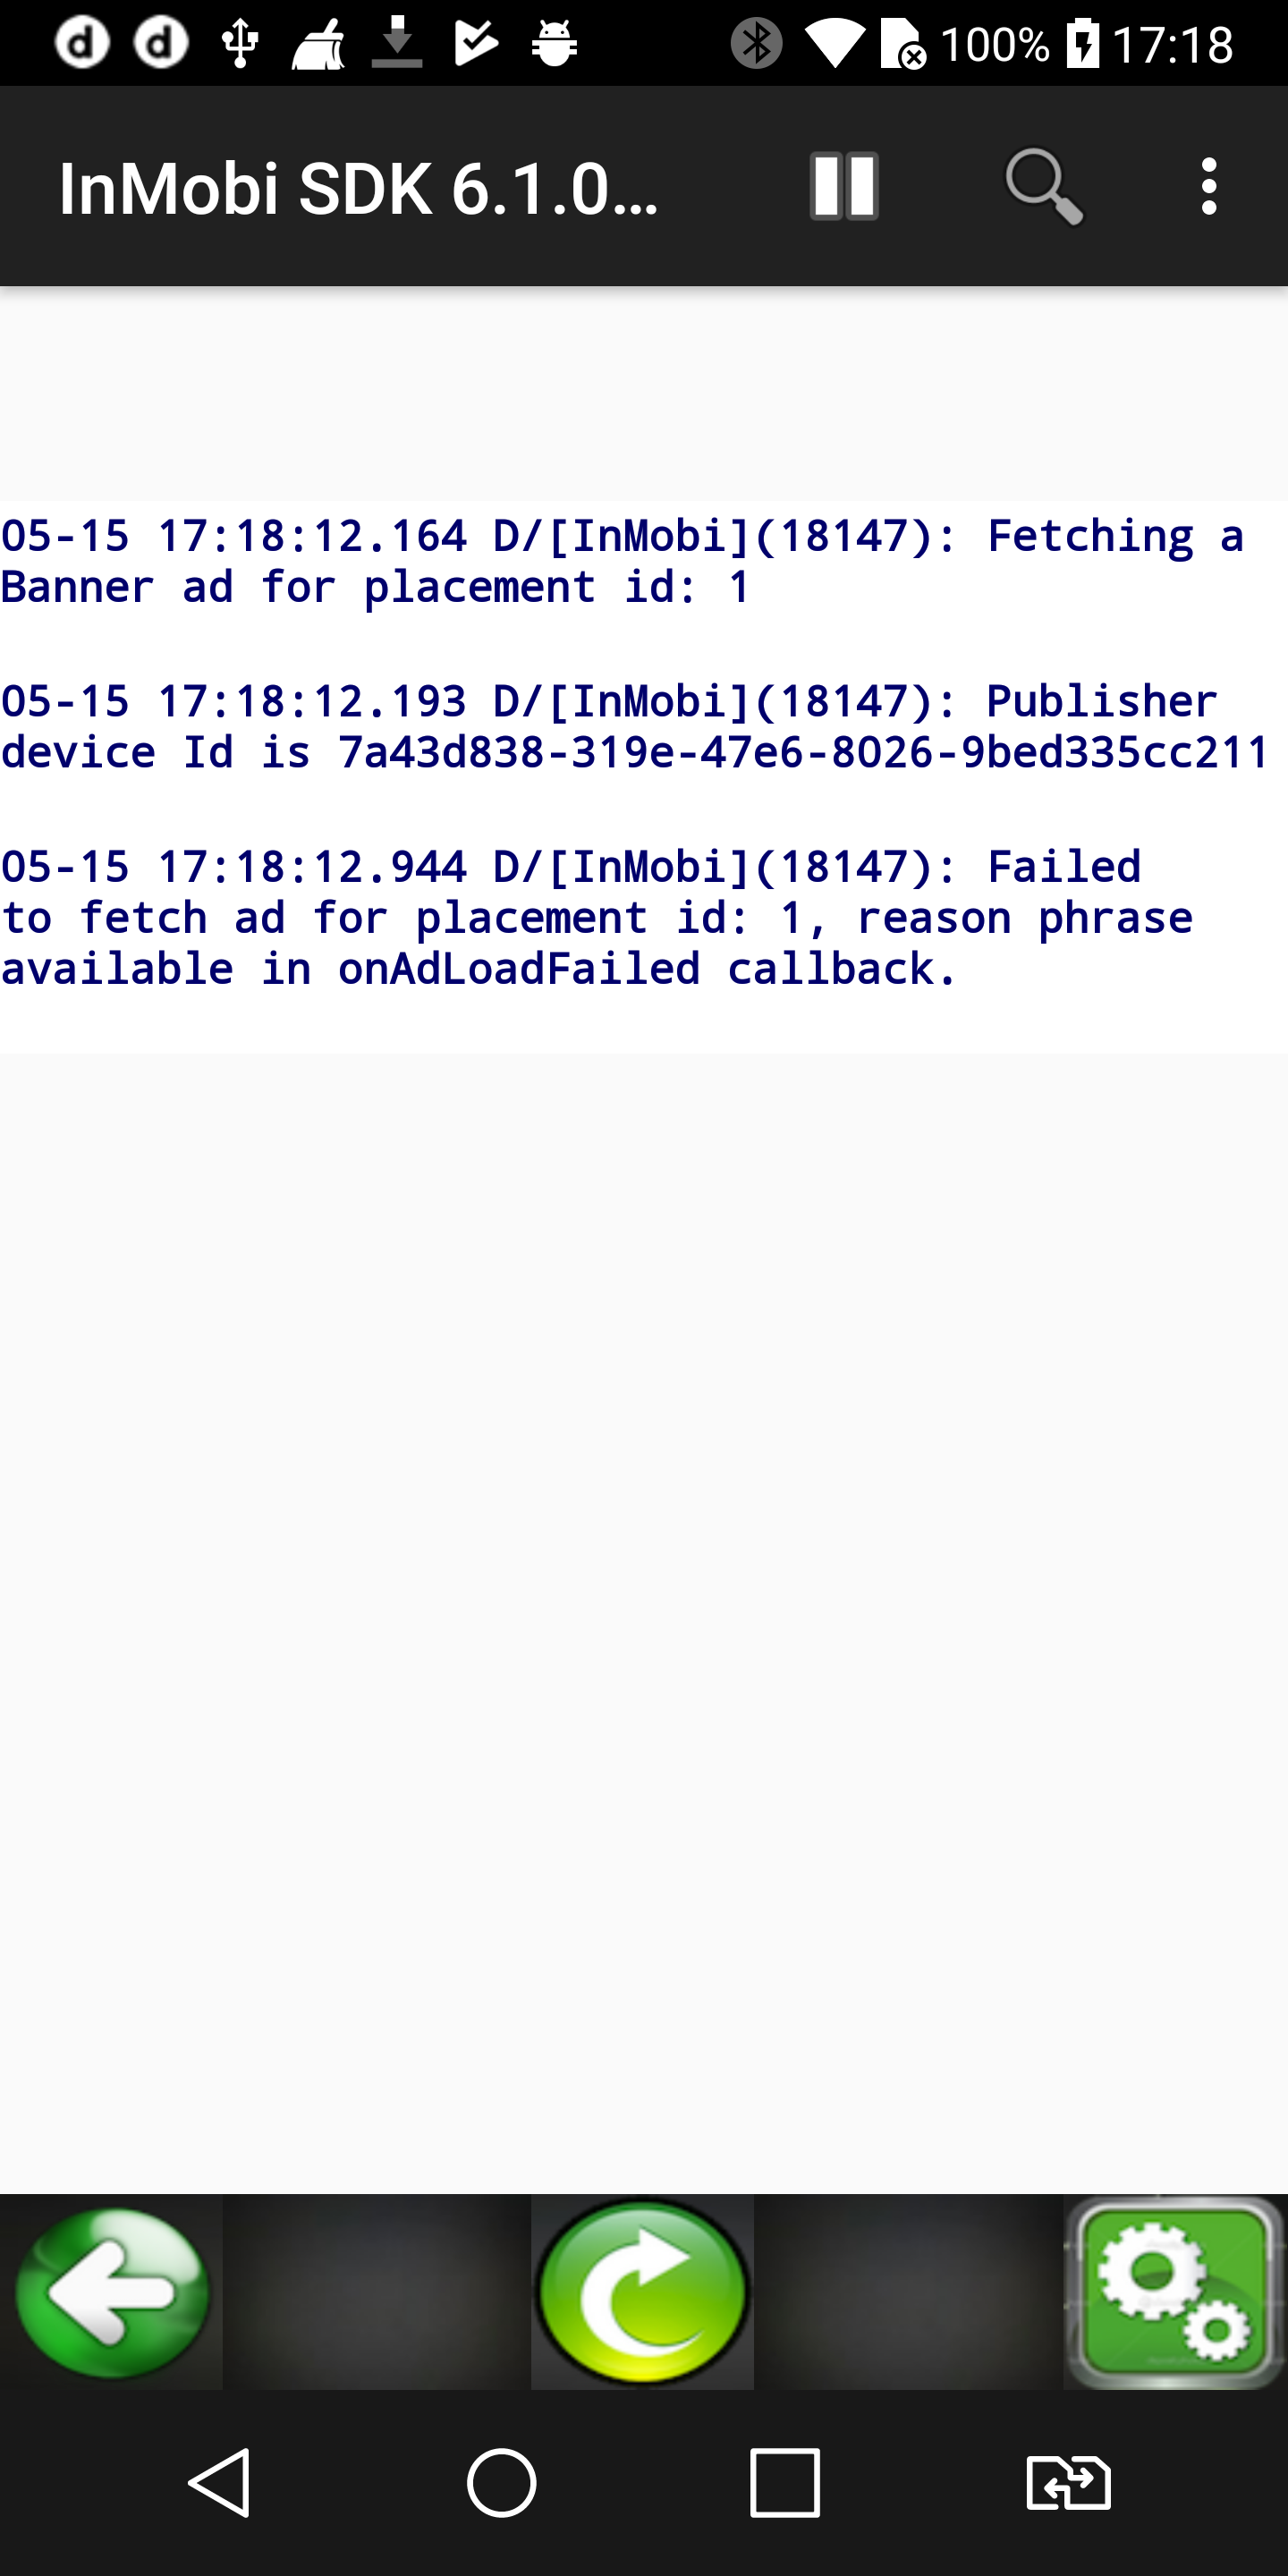 100% 17:18
InMobi SDK 6.1.0...
05-15 17:18:12.164 D/[InMobi](18147): Fetching a
Banner ad for placement id: 1
05-15 17:18:12.193 D/[InMobi](18147): Publisher
device Id is 7a43d838-319e-47e6-8026-9bed335cc211
05-15 17:18:12.944 D/[InMobi](18147): Failed
to fetch ad for placement id: 1, reason phrase
available in onAdLoadFailed callback.